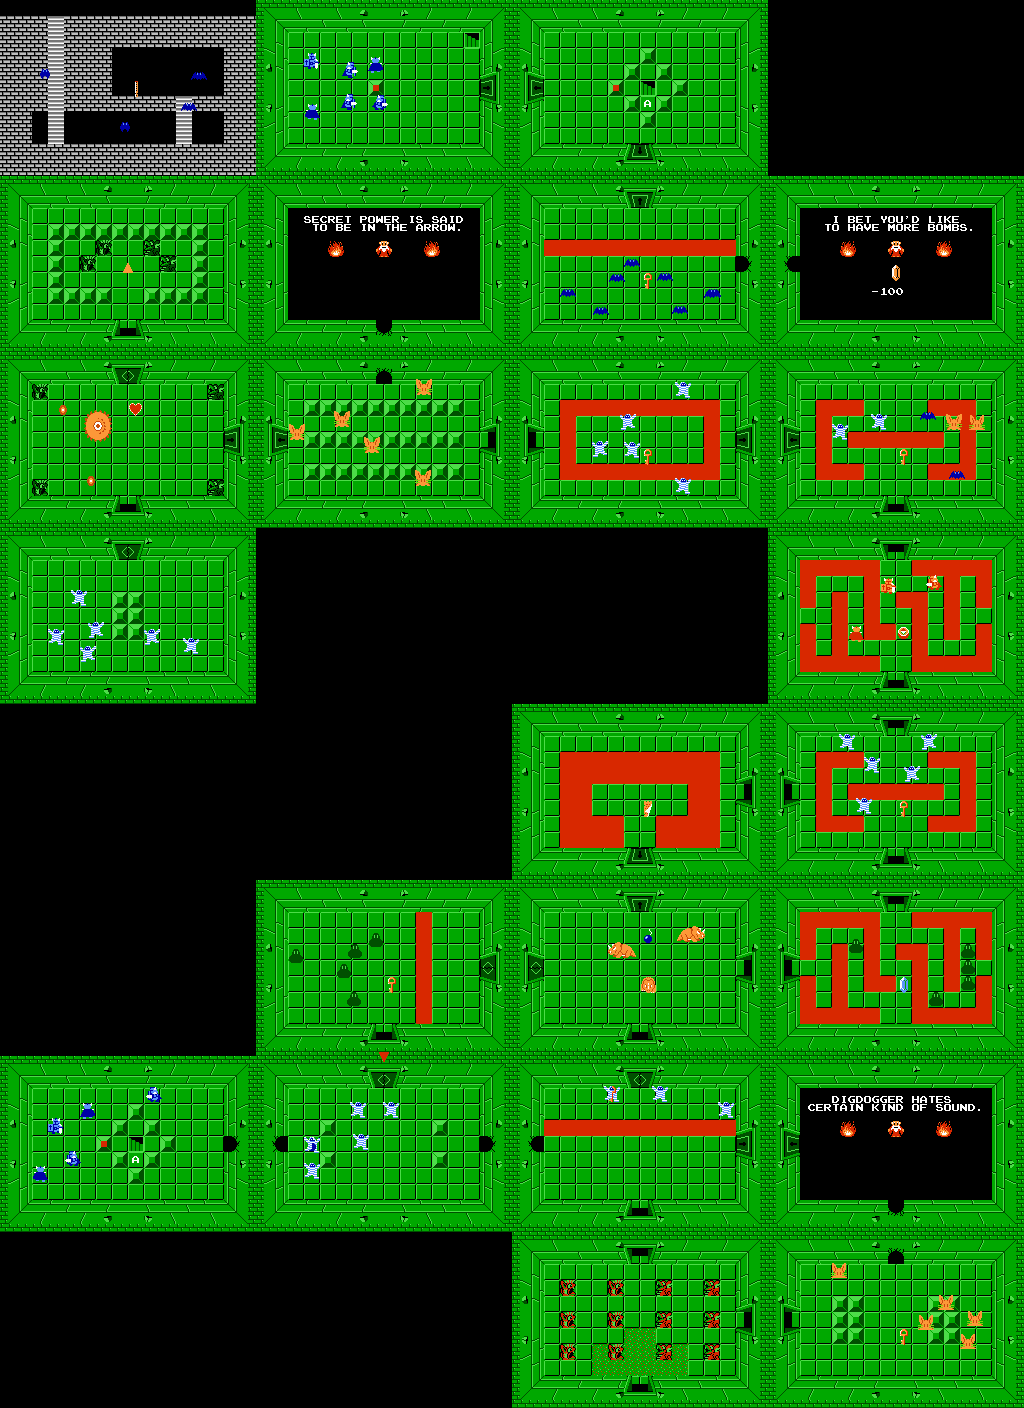 A
SECRET POWER IS SAID
TO BE IN THE ARROW.
I BET YOU'D LIKE
TO HAVE MORE BOMBS.
-100
A
DIGDOGGER HATES
CERTAIN KIND OF SOUND.